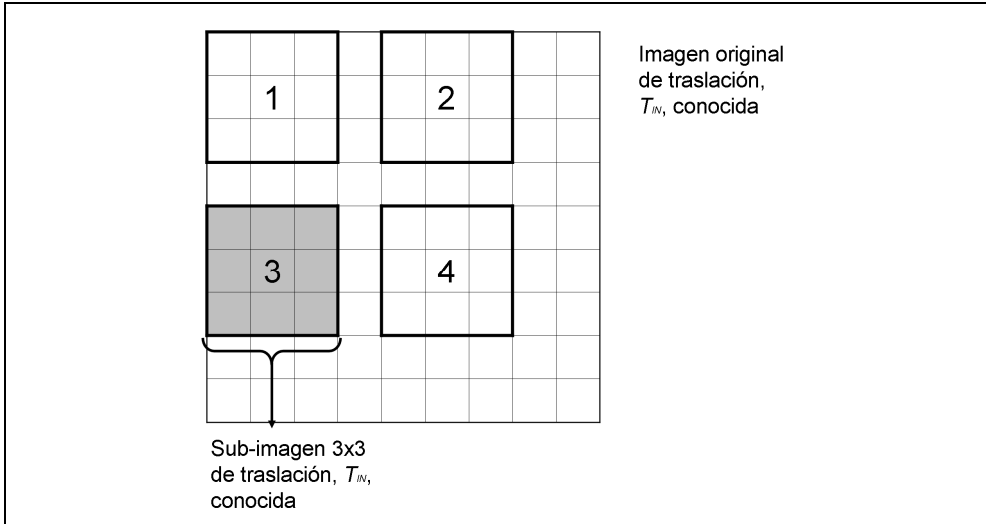 1
2
Imagen original
de traslación,
T_IN, conocida
3
4
Sub-imagen 3x3
de traslación, T_IN,
conocida